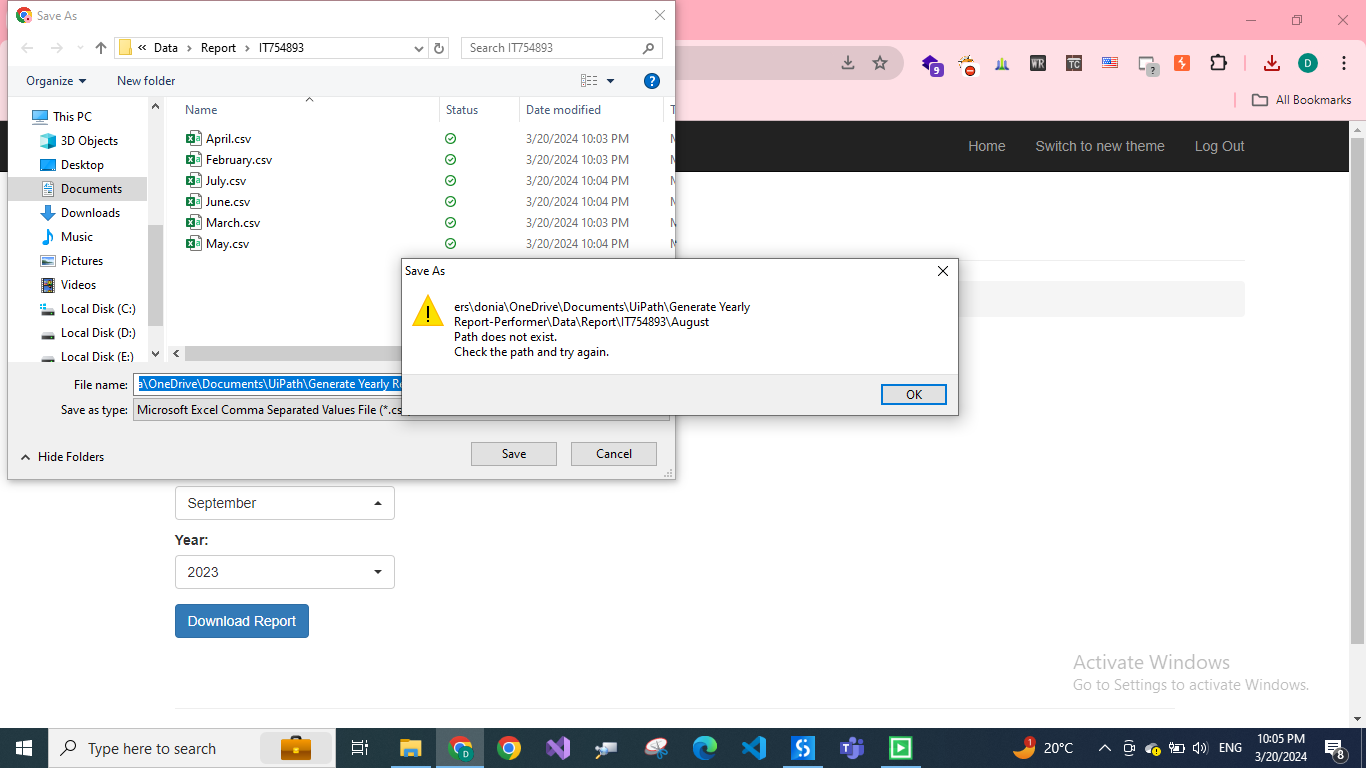 Save As
« Data › Report › IT754893
Search IT754893
Organize
New folder
?
9
WR
TC
?
D
All Bookmarks
Name
Status
Date modified
This PC
3D Objects
Desktop
Documents
Downloads
Music
Pictures
Videos
Local Disk (C:)
Local Disk (D:)
Local Disk (E:)
April.csv 3/20/2024 10:03 PM
February.csv 3/20/2024 10:03 PM
July.csv 3/20/2024 10:04 PM
June.csv 3/20/2024 10:04 PM
March.csv 3/20/2024 10:03 PM
May.csv 3/20/2024 10:04 PM
Home Switch to new theme Log Out
Save As
ers\donia\OneDrive\Documents\UiPath\Generate Yearly
Report-Performer\Data\Report\IT754893\August
Path does not exist.
Check the path and try again.
OK
File name: a\OneDrive\Documents\UiPath\Generate Yearly
Save as type: Microsoft Excel Comma Separated Values File
Hide Folders
Save
Cancel
September
Year:
2023
Download Report
Activate Windows
Go to Settings to activate Windows.
Type here to search
D
1
20°C
ENG
10:05 PM
3/20/2024
8